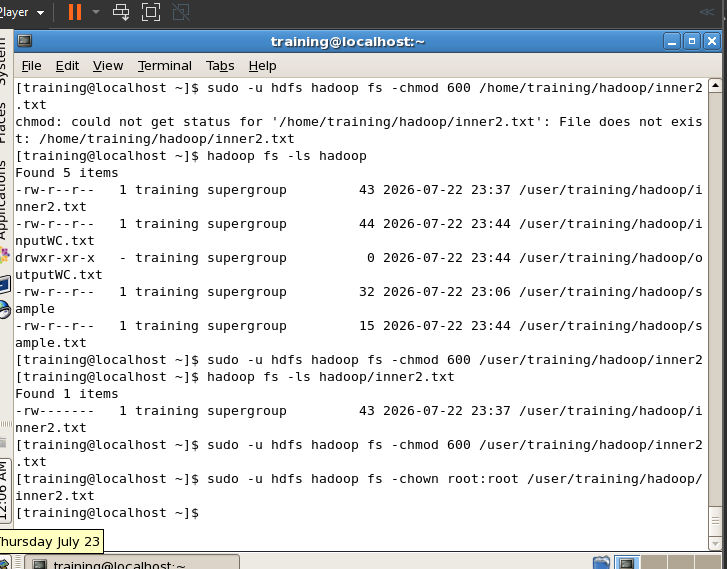 Player
training@localhost:~
File Edit View Terminal Tabs Help
[training@localhost ~]$ sudo -u hdfs hadoop fs -chmod 600 /home/training/hadoop/inner2
.txt
chmod: could not get status for '/home/training/hadoop/inner2.txt': File does not exis
t: /home/training/hadoop/inner2.txt
[training@localhost ~]$ hadoop fs -ls hadoop
Found 5 items
-rw-r--r--   1 training supergroup         43 2026-07-22 23:37 /user/training/hadoop/i
nner2.txt
-rw-r--r--   1 training supergroup         44 2026-07-22 23:44 /user/training/hadoop/i
nputWC.txt
drwxr-xr-x   - training supergroup          0 2026-07-22 23:44 /user/training/hadoop/o
utputWC.txt
-rw-r--r--   1 training supergroup         32 2026-07-22 23:06 /user/training/hadoop/s
ample
-rw-r--r--   1 training supergroup         15 2026-07-22 23:44 /user/training/hadoop/s
ample.txt
[training@localhost ~]$ sudo -u hdfs hadoop fs -chmod 600 /user/training/hadoop/inner2
[training@localhost ~]$ hadoop fs -ls hadoop/inner2.txt
Found 1 items
-rw-------   1 training supergroup         43 2026-07-22 23:37 /user/training/hadoop/i
nner2.txt
[training@localhost ~]$ sudo -u hdfs hadoop fs -chmod 600 /user/training/hadoop/inner2
.txt
[training@localhost ~]$ sudo -u hdfs hadoop fs -chown root:root /user/training/hadoop/
inner2.txt
[training@localhost ~]$
System
Places
Applications
12:06 AM
hursday July 23
training@localhost:~